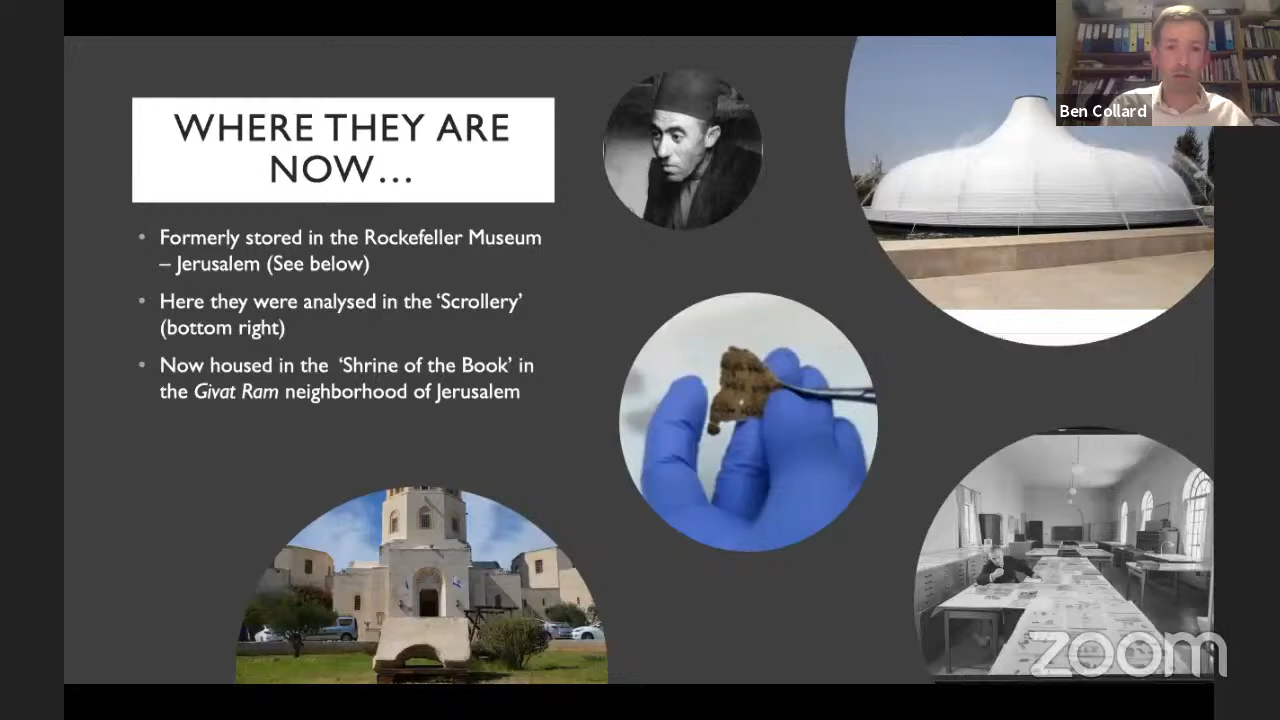 WHERE THEY ARE
NOW…
• Formerly stored in the Rockefeller Museum
– Jerusalem (See below)
• Here they were analysed in the ‘Scrollery’
(bottom right)
• Now housed in the ‘Shrine of the Book’ in
the Givat Ram neighborhood of Jerusalem
Ben Collard
zoom